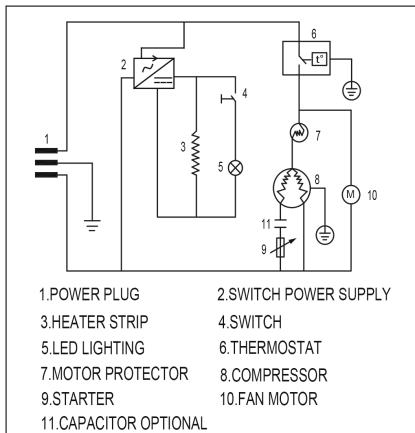 6
2
t°
4
1
3
7
5
8
M
10
11
9
1.POWER PLUG 2.SWITCH POWER SUPPLY
3.HEATER STRIP 4.SWITCH
5.LED LIGHTING 6.THERMOSTAT
7.MOTOR PROTECTOR 8.COMPRESSOR
9.STARTER 10.FAN MOTOR
11.CAPACITOR OPTIONAL